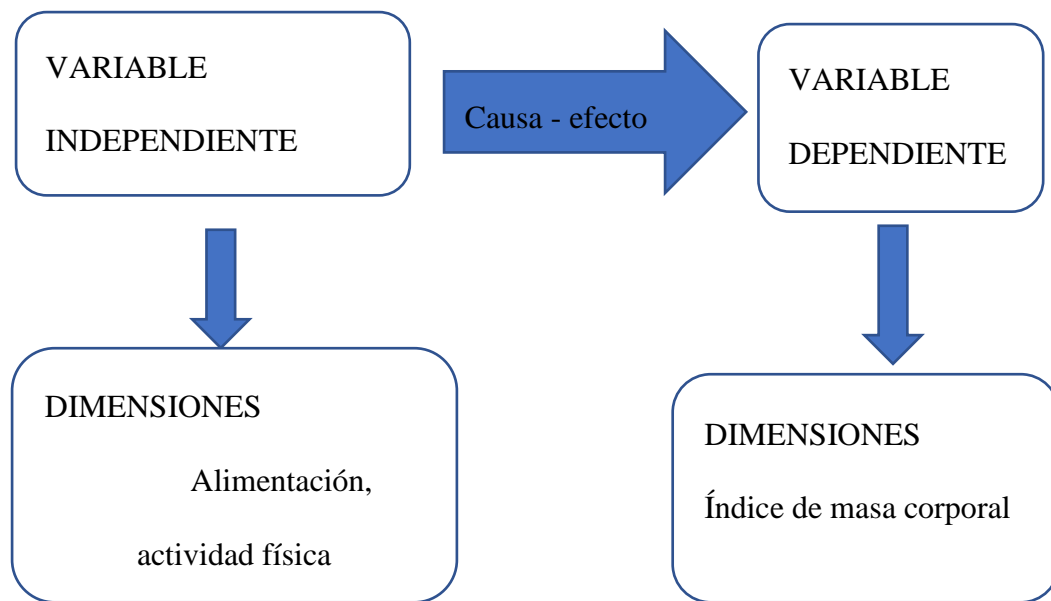 VARIABLE
INDEPENDIENTE
Causa - efecto
VARIABLE
DEPENDIENTE
DIMENSIONES
Alimentación,
actividad física
DIMENSIONES
Índice de masa corporal